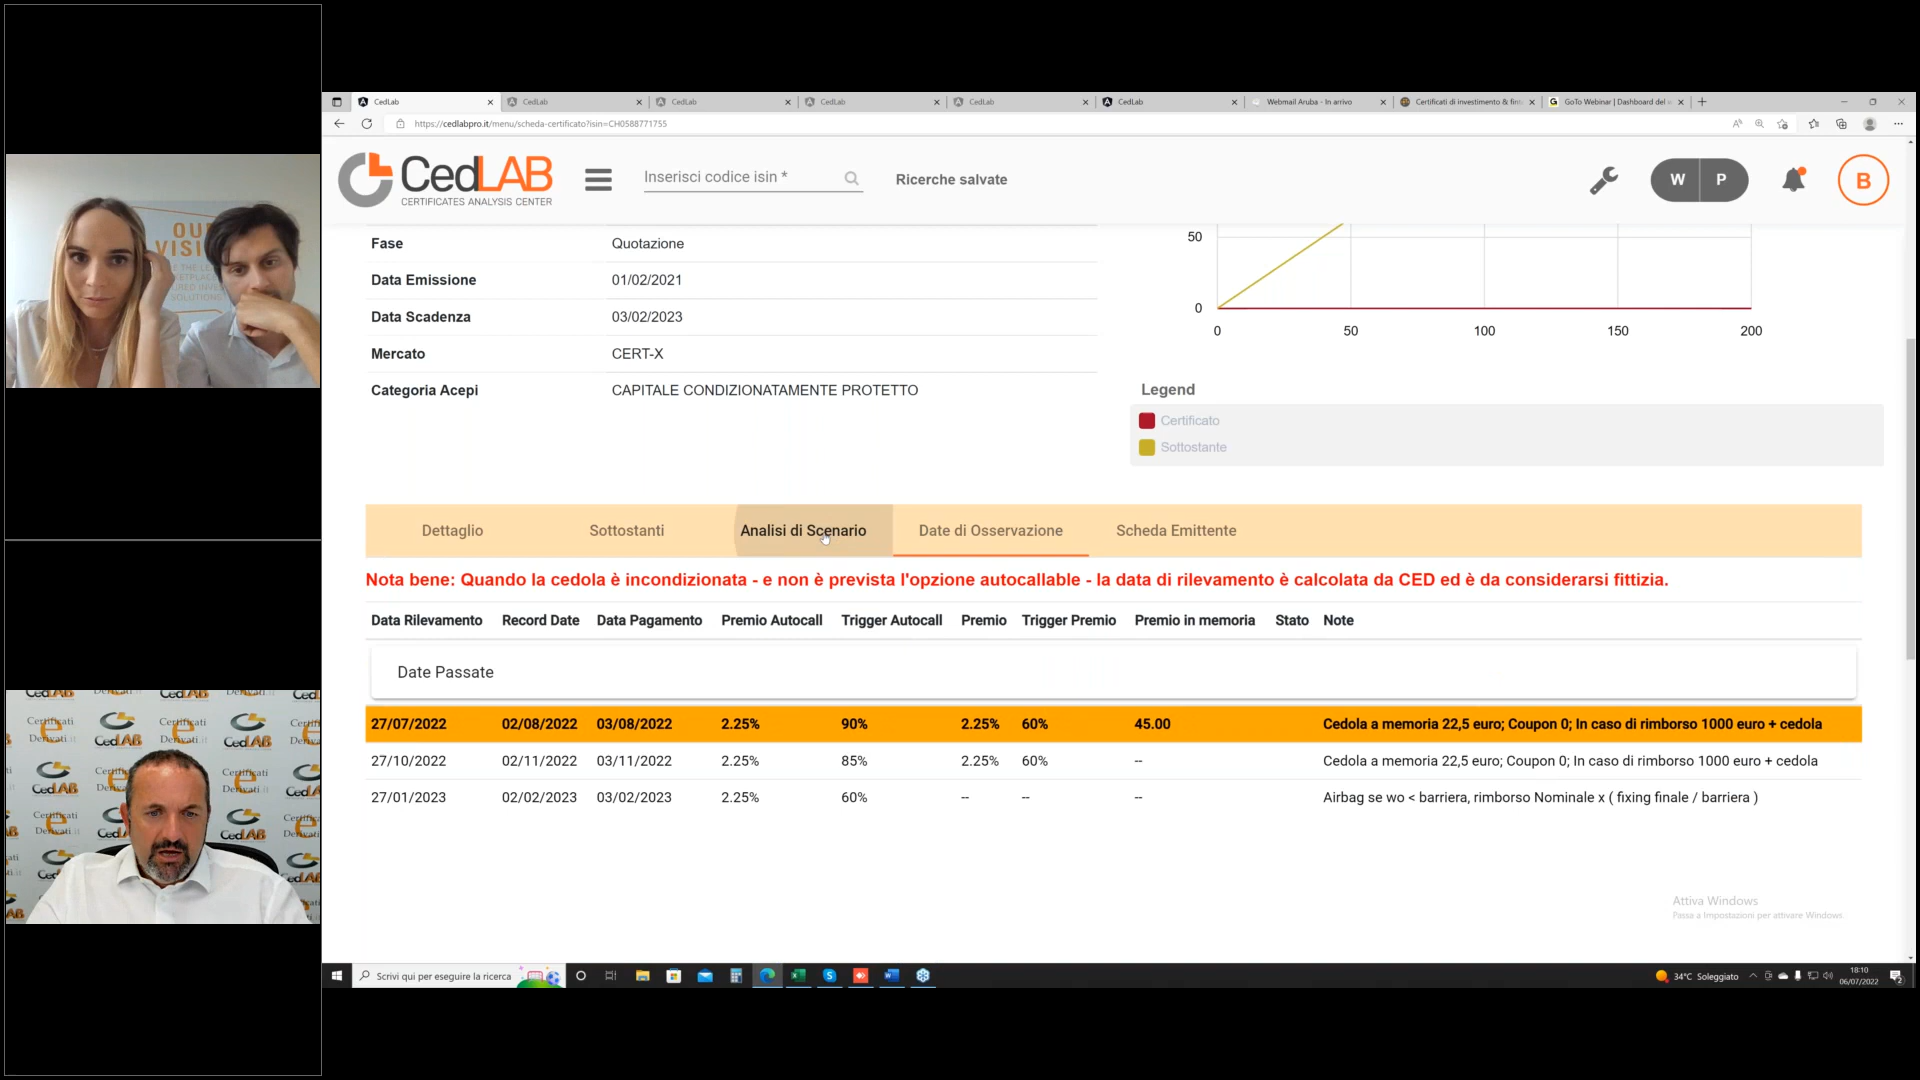 CedLab
CedLab
CedLab
CedLab
CedLab
CedLab
Webmail Aruba - In arrivo
Certificati di investimento & fin
GoTo Webinar | Dashboard del
https://cedlabpro.it/menu/scheda-certificato?isin=CH0588771755
CedLAB
CERTIFICATES ANALYSIS CENTER
Inserisci codice isin *
Ricerche salvate
W P
B
Fase Quotazione
Data Emissione 01/02/2021
Data Scadenza 03/02/2023
Mercato CERT-X
Categoria Acepi CAPITALE CONDIZIONATAMENTE PROTETTO
50
0
0 50 100 150 200
Legend
Certificato
Sottostante
Dettaglio Sottostanti Analisi di Scenario Date di Osservazione Scheda Emittente
Nota bene: Quando la cedola è incondizionata - e non è prevista l'opzione autocallable - la data di rilevamento è calcolata da CED ed è da considerarsi fittizia.
Data Rilevamento Record Date Data Pagamento Premio Autocall Trigger Autocall Premio Trigger Premio Premio in memoria Stato Note
Date Passate
27/07/2022 02/08/2022 03/08/2022 2.25% 90% 2.25% 60% 45.00 Cedola a memoria 22,5 euro; Coupon 0; In caso di rimborso 1000 euro + cedola
27/10/2022 02/11/2022 03/11/2022 2.25% 85% 2.25% 60% -- Cedola a memoria 22,5 euro; Coupon 0; In caso di rimborso 1000 euro + cedola
27/01/2023 02/02/2023 03/02/2023 2.25% 60% -- -- -- Airbag se wo < barriera, rimborso Nominale x ( fixing finale / barriera )
Attiva Windows
Passa a Impostazioni per attivare Windows.
Scrivi qui per eseguire la ricerca
34°C Soleggiato
18:10
06/07/2022
2
OU
VISI
SOLUTIONS
Certificati
Derivati.it
CedLAB